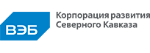 ВЭБ
Корпорация развития
Северного Кавказа